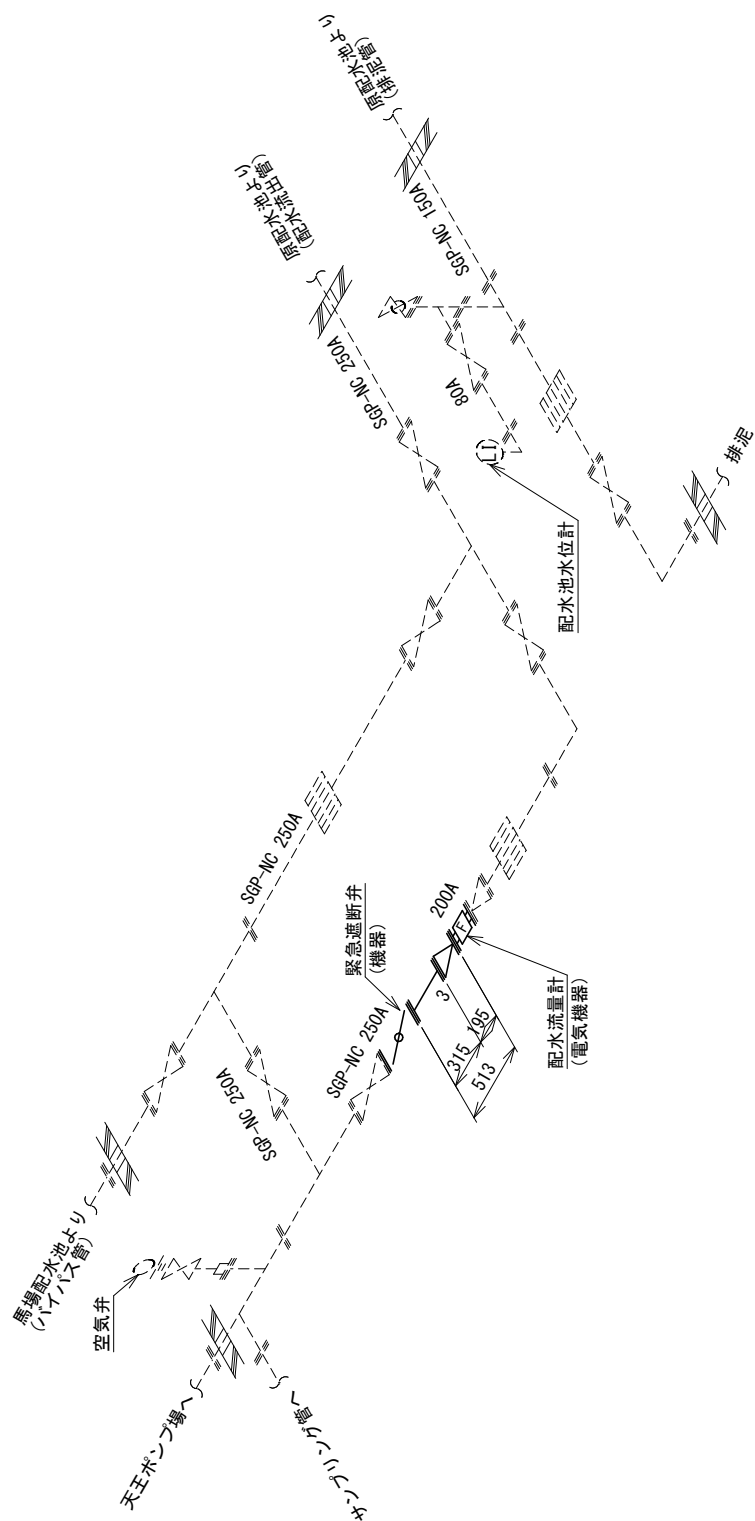 原配水池より
(排泥管)
原配水池より
(配水流出管)
SGP-NC 150A
SGP-NC 250A
80A
LI
排泥
配水池水位計
SGP-NC 250A
200A
F
緊急遮断弁
(機器)
3
195
315
513
配水流量計
(電気機器)
SGP-NC 250A
SGP-NC 250A
馬場配水池より
(バイパス管)
空気弁
天王ポンプ場へ
サンプリング管へ